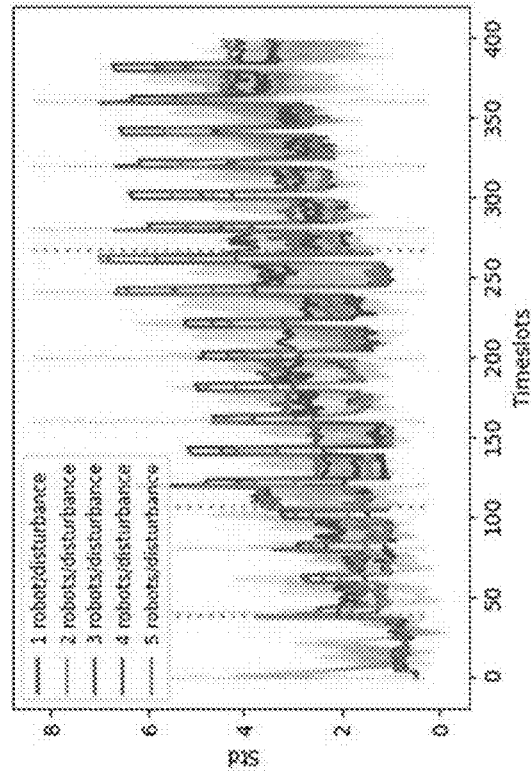 1 robot/disturbance
2 robots/disturbance
3 robots/disturbance
4 robots/disturbance
5 robots/disturbance
8
6
4
2
0
PIS
0
50
100
150
200
250
300
350
400
Timeslots